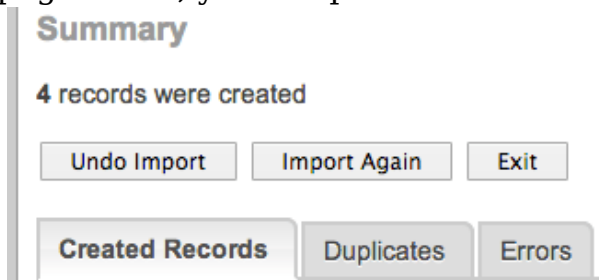 Summary
4 records were created
Undo Import Import Again Exit
Created Records Duplicates Errors